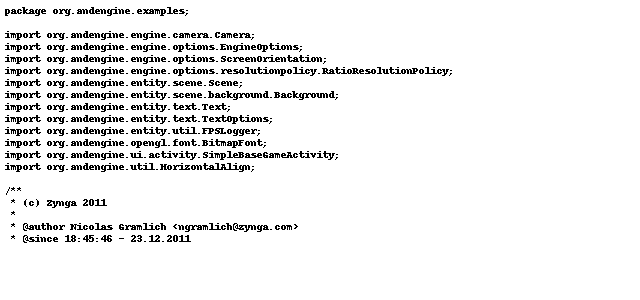 package org.andengine.examples;

import org.andengine.engine.camera.Camera;
import org.andengine.engine.options.EngineOptions;
import org.andengine.engine.options.ScreenOrientation;
import org.andengine.engine.options.resolutionpolicy.RatioResolutionPolicy;
import org.andengine.entity.scene.Scene;
import org.andengine.entity.scene.background.Background;
import org.andengine.entity.text.Text;
import org.andengine.entity.text.TextOptions;
import org.andengine.entity.util.FPSLogger;
import org.andengine.opengl.font.BitmapFont;
import org.andengine.ui.activity.SimpleBaseGameActivity;
import org.andengine.util.HorizontalAlign;

/**
 * (c) Zynga 2011
 *
 * @author Nicolas Gramlich <ngramlich@zynga.com>
 * @since 18:45:46 - 23.12.2011